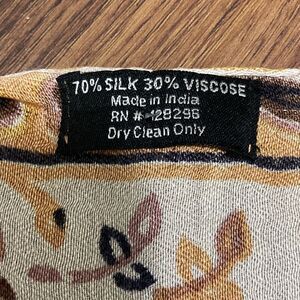 70% SILK 30% VISCOSE
Made in India
RN #-128296
Dry Clean Only